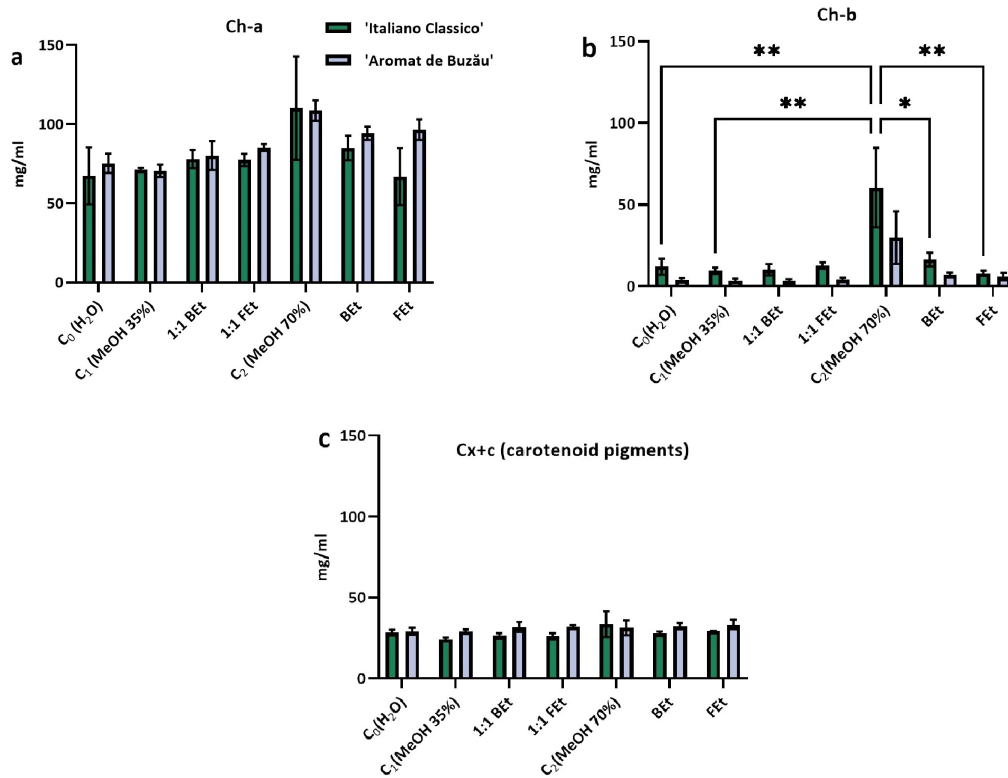 a
Ch-a
'Italiano Classico'
'Aromat de Buzău'
mg/ml
150
100
50
0
C₀ (H₂O)
C₁ (MeOH 35%)
1:1 BEt
1:1 FEt
C₂ (MeOH 70%)
BEt
FEt
b
Ch-b
mg/ml
150
100
50
0
**
**
**
*
C₀(H₂O)
C₁(MeOH 35%)
1:1 BEt
1:1 FEt
C₂(MeOH 70%)
BEt
FEt
c
Cx+c (carotenoid pigments)
mg/ml
150
100
50
0
C₀(H₂O)
C₁(MeOH 35%)
1:1 BEt
1:1 FEt
C₂(MeOH 70%)
BEt
FEt